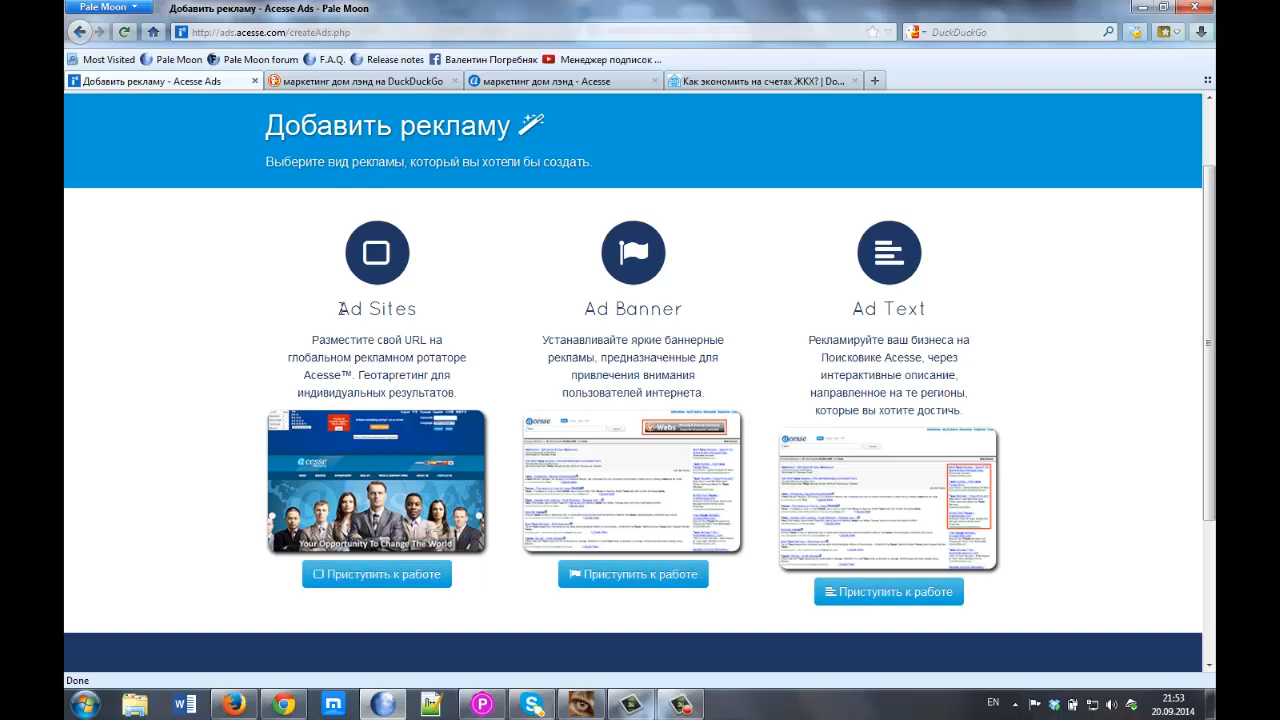 Pale Moon
Добавить рекламу - Acesse Ads - Pale Moon
http://ads.acesse.com/createAds.php
DuckDuckGo
Most Visited Pale Moon Pale Moon forum F.A.Q. Release notes Валентин Погребняк Менеджер подписок ...
Добавить рекламу - Acesse Ads
маркетинг дом лэнд на DuckDuckGo
маркетинг дом лэнд - Acesse
Как экономить на счетах ЖКХ? | Do...
Добавить рекламу
Выберите вид рекламы, который вы хотели бы создать.
Ad Sites
Разместите свой URL на
глобальном рекламном ротаторе
Acesse™. Геотаргетинг для
индивидуальных результатов.
acesse
Your Opportunity To Change The World
Приступить к работе
Ad Banner
Устанавливайте яркие баннерные
рекламы, предназначенные для
привлечения внимания
пользователей интернета.
acesse
V-Webs
Приступить к работе
Ad Text
Рекламируйте ваш бизнеса на
Поисковике Acesse, через
интерактивные описание,
направленное на те регионы,
которые вы хотите достичь.
acesse
Приступить к работе
Done
EN
21:53
20.09.2014